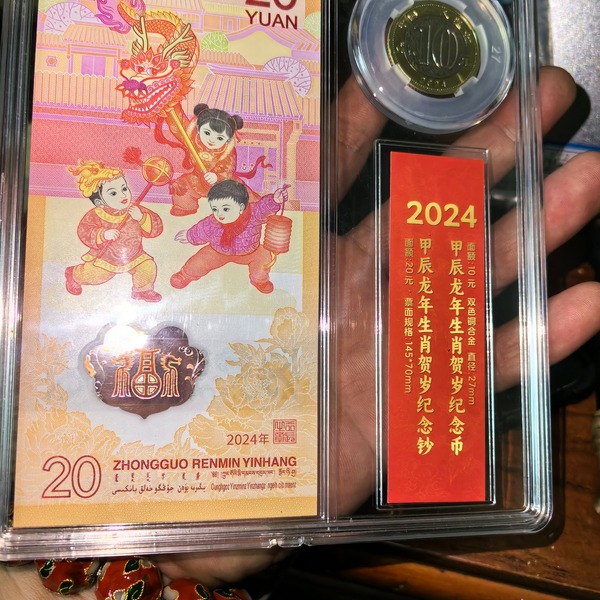 20
YUAN
10
2024
27
2024
甲辰龙年生肖贺岁纪念币
面额:10元 双色铜合金 直径:27mm
甲辰龙年生肖贺岁纪念钞
面额:20元·票面规格 145*70mm
2024年
20 ZHONGGUO RENMIN YINHANG